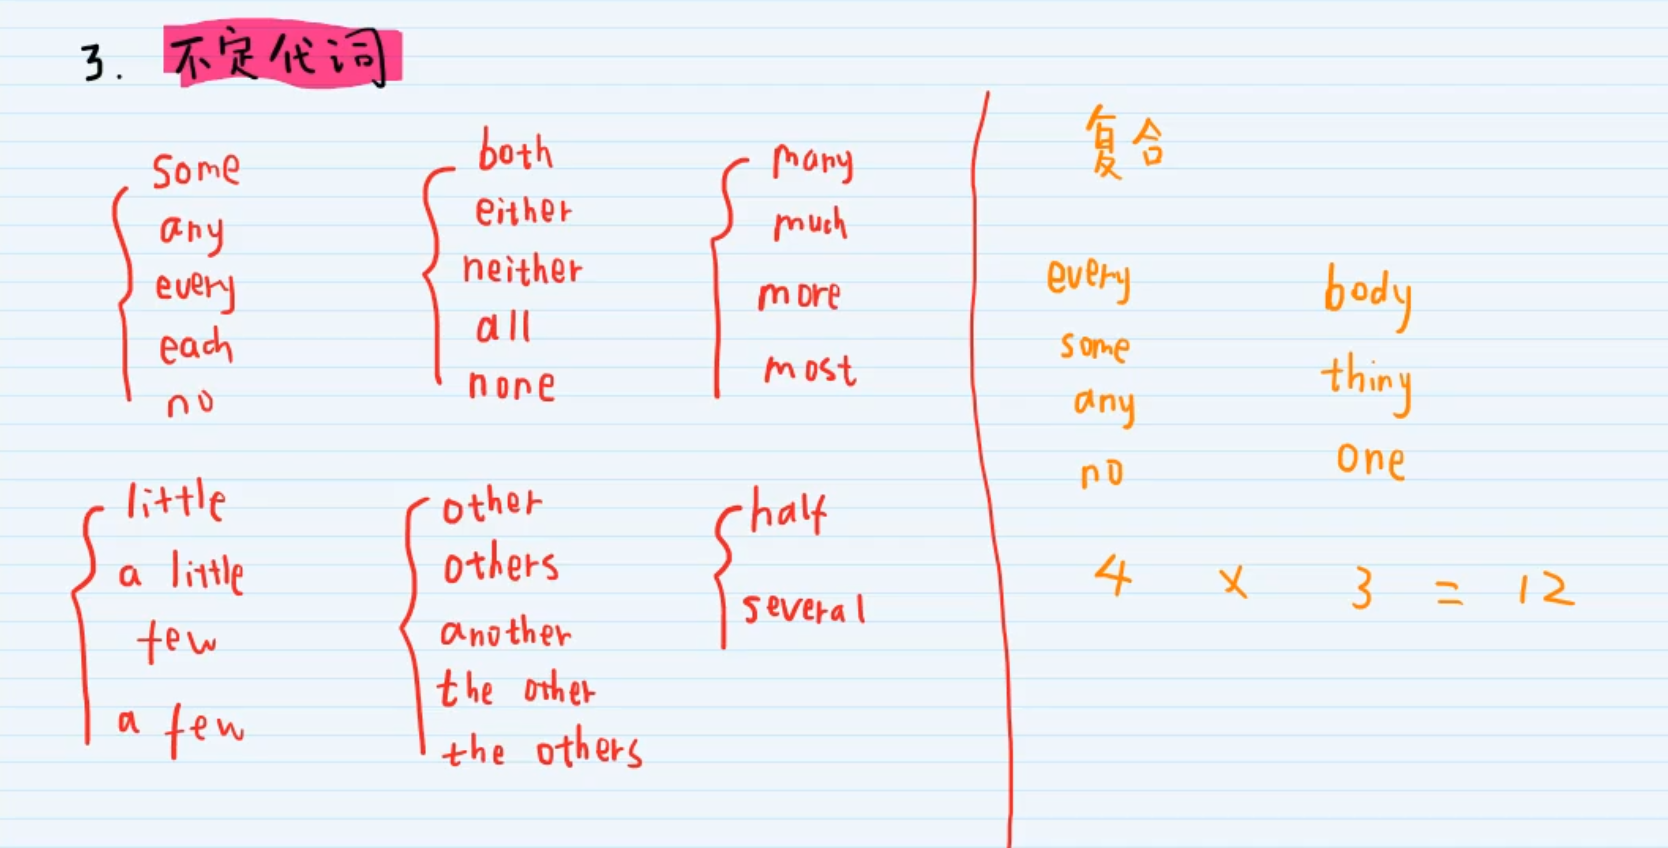 3. 不定代词
some
any
every
each
no
both
either
neither
all
none
many
much
more
most
little
a little
few
a few
other
others
another
the other
the others
half
several
复合
every
some
any
no
body
thing
one
4 × 3 = 12